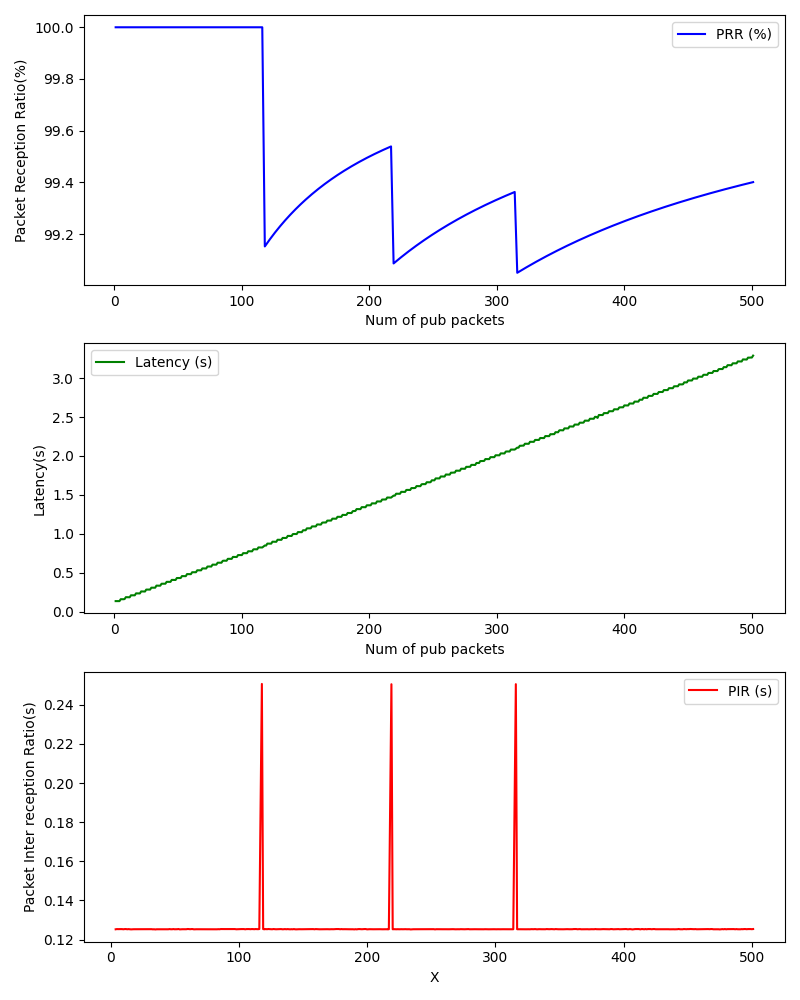 100.0
99.8
99.6
99.4
99.2
Packet Reception Ratio(%)
PRR (%)
0 100 200 300 400 500
Num of pub packets
3.0
2.5
2.0
1.5
1.0
0.5
0.0
Latency(s)
Latency (s)
0 100 200 300 400 500
Num of pub packets
0.24
0.22
0.20
0.18
0.16
0.14
0.12
Packet Inter reception Ratio(s)
PIR (s)
0 100 200 300 400 500
X